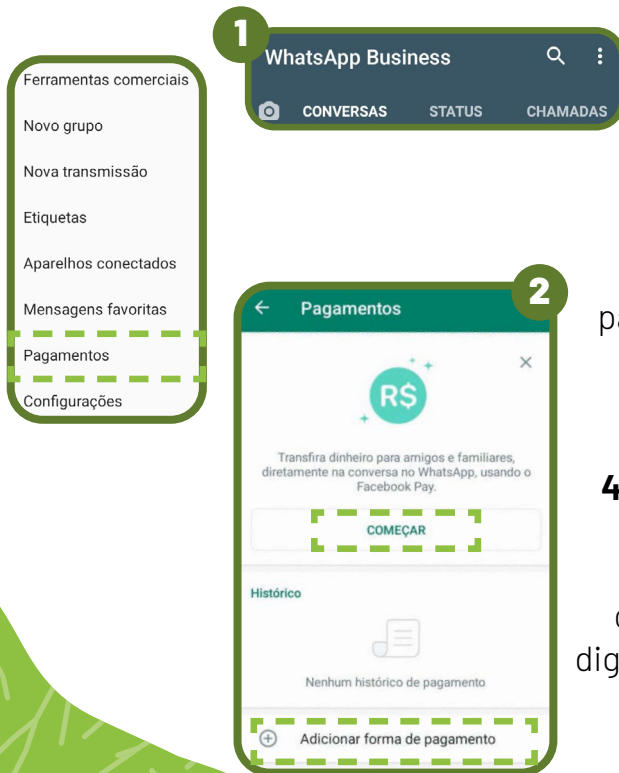 1
WhatsApp Business
CONVERSAS STATUS CHAMADAS
Ferramentas comerciais
Novo grupo
Nova transmissão
Etiquetas
Aparelhos conectados
Mensagens favoritas
Pagamentos
Configurações
2
Pagamentos
R$
Transfira dinheiro para amigos e familiares,
diretamente na conversa no WhatsApp, usando o
Facebook Pay.
COMEÇAR
Histórico
Nenhum histórico de pagamento
Adicionar forma de pagamento
4
dig